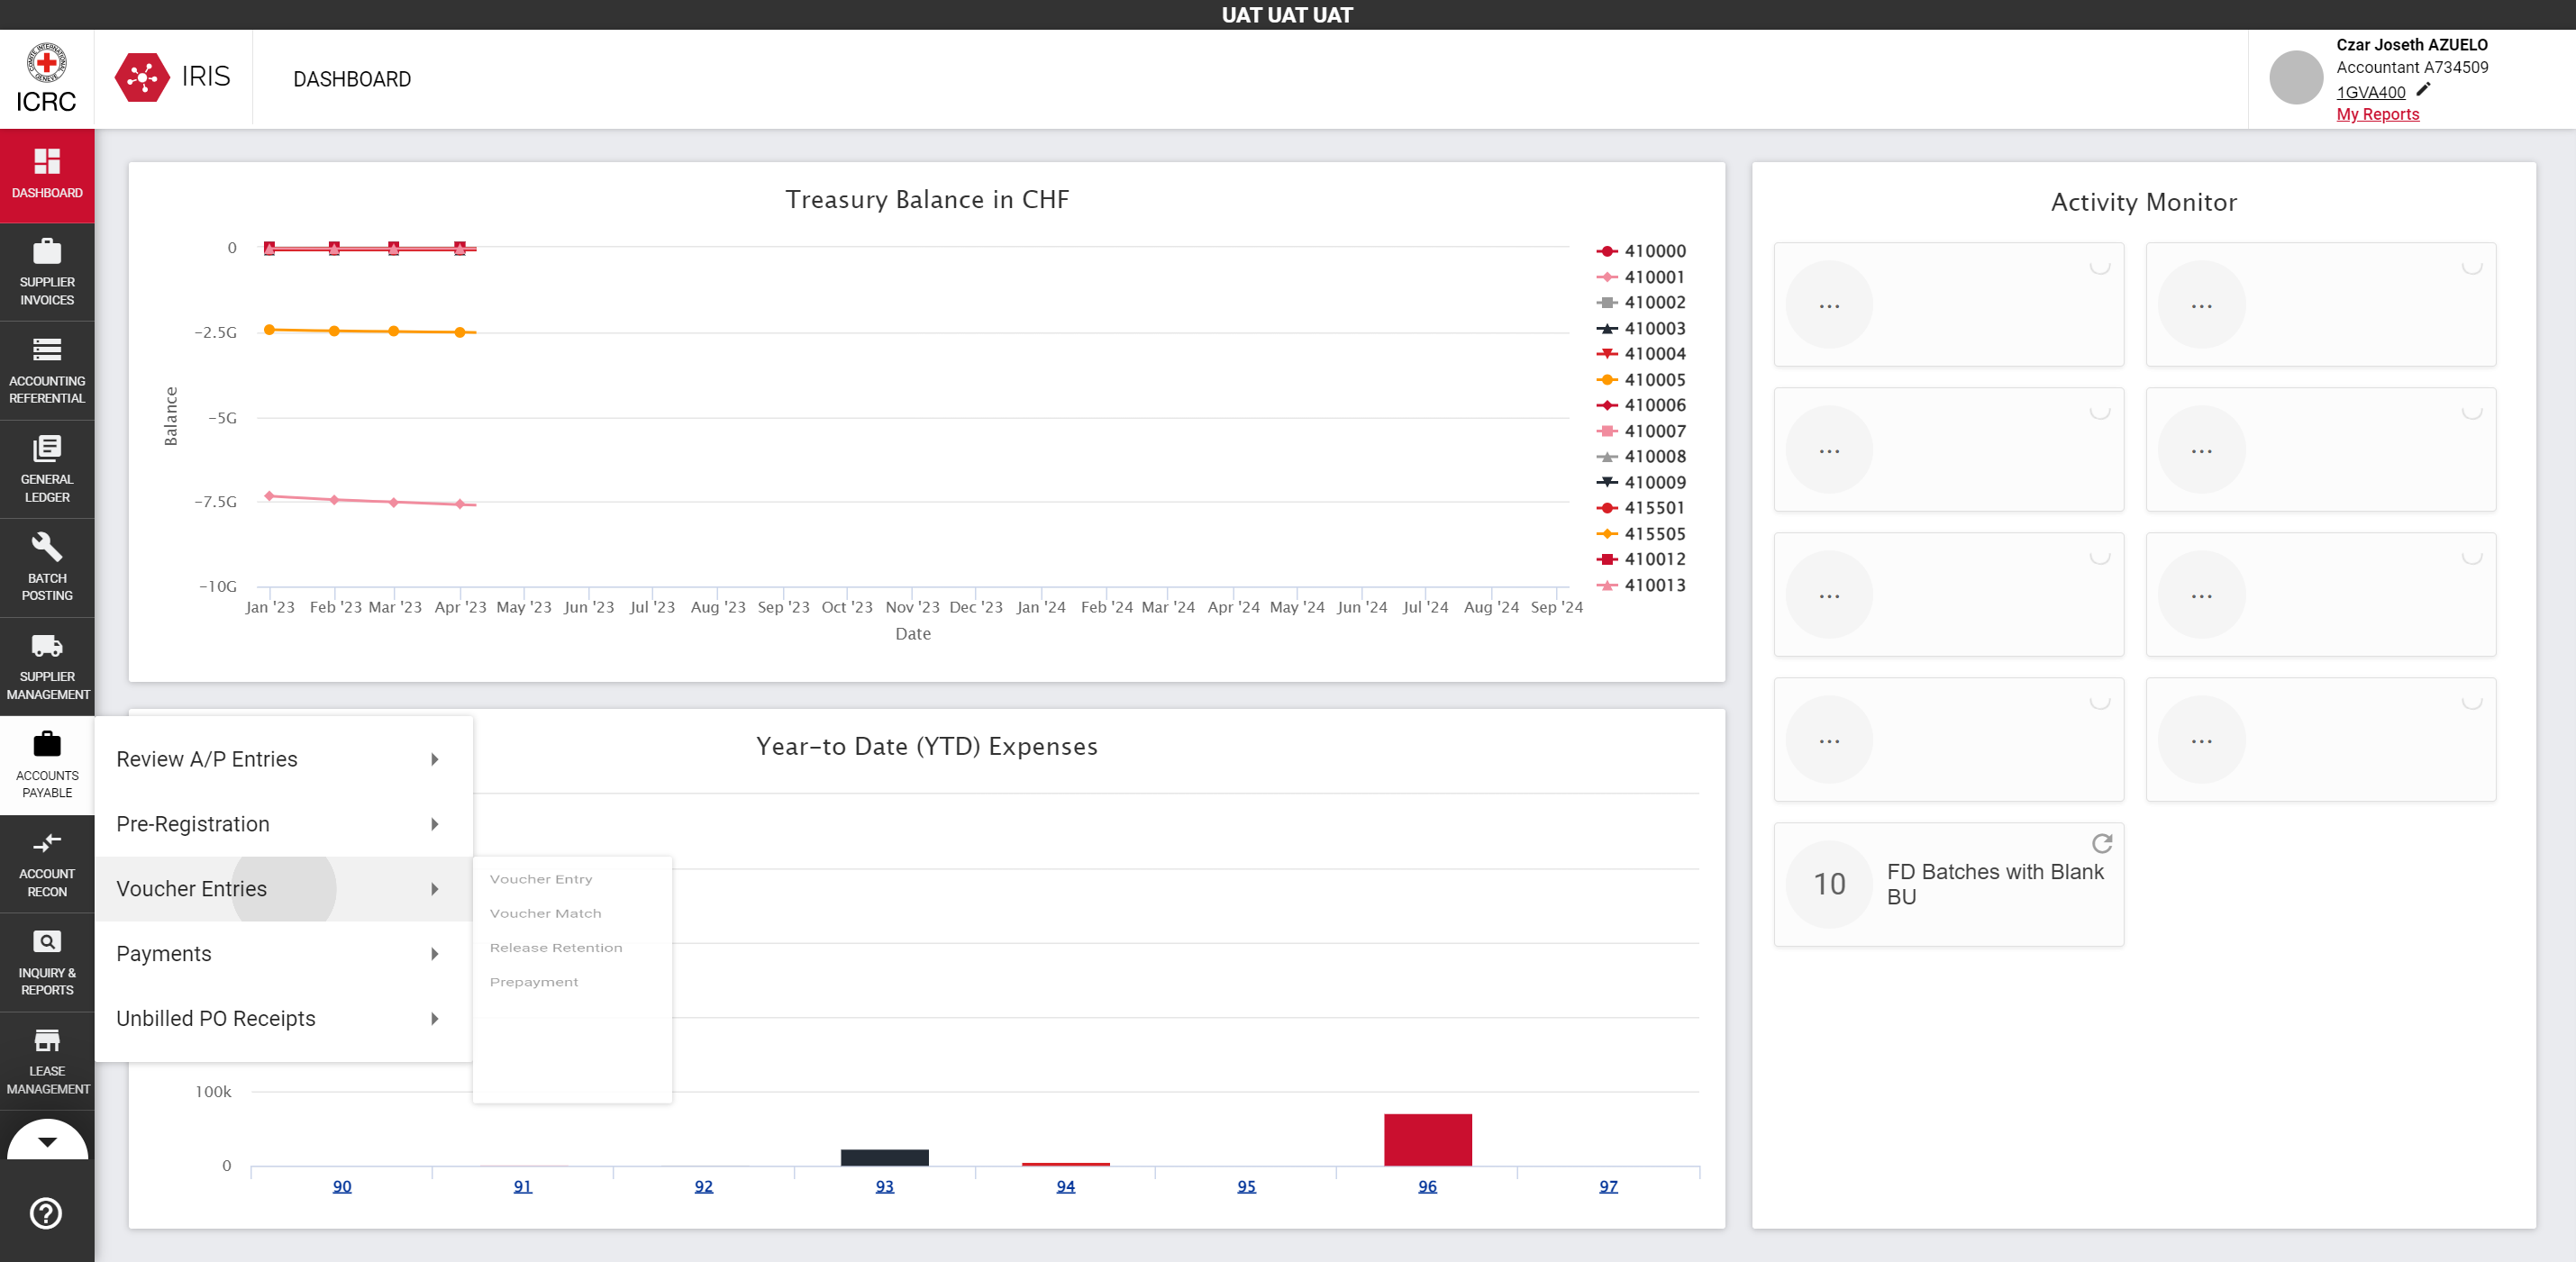 UAT UAT UAT
ICRC
IRIS
DASHBOARD
Czar Joseth AZUELO
Accountant A734509
1GVA400
My Reports
DASHBOARD
SUPPLIER
INVOICES
ACCOUNTING
REFERENTIAL
GENERAL
LEDGER
BATCH
POSTING
SUPPLIER
MANAGEMENT
ACCOUNTS
PAYABLE
ACCOUNT
RECON
INQUIRY &
REPORTS
LEASE
MANAGEMENT
Treasury Balance in CHF
0
-2.5G
-5G
-7.5G
-10G
Balance
Jan '23 Feb '23 Mar '23 Apr '23 May '23 Jun '23 Jul '23 Aug '23 Sep '23 Oct '23 Nov '23 Dec '23 Jan '24 Feb '24 Mar '24 Apr '24 May '24 Jun '24 Jul '24 Aug '24 Sep '24
Date
410000
410001
410002
410003
410004
410005
410006
410007
410008
410009
415501
415505
410012
410013
Review A/P Entries
Pre-Registration
Voucher Entries
Payments
Unbilled PO Receipts
Voucher Entry
Voucher Match
Release Retention
Prepayment
Year-to Date (YTD) Expenses
100k
0
90 91 92 93 94 95 96 97
Activity Monitor
... ...
... ...
... ...
... ...
10
FD Batches with Blank
BU